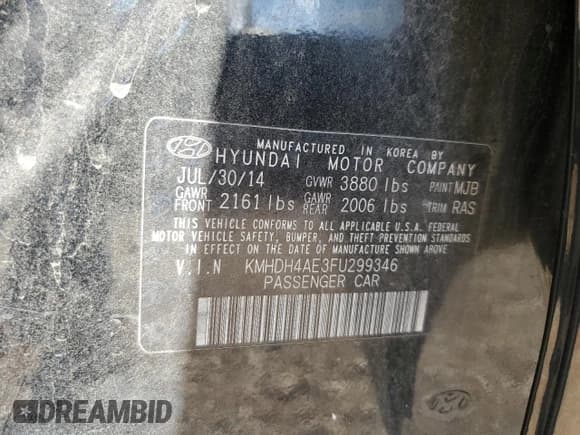 MANUFACTURED IN KOREA BY
HYUNDAI MOTOR COMPANY
JUL/30/14 GVWR 3880 lbs PAINT MJB
GAWR FRONT 2161 lbs GAWR REAR 2006 lbs TRIM RAS
THIS VEHICLE CONFORMS TO ALL APPLICABLE U.S.A. FEDERAL
MOTOR VEHICLE SAFETY, BUMPER, AND THEFT PREVENTION STANDARDS
IN EFFECT ON THE DATE OF MANUFACTURE SHOWN ABOVE.
V.I.N KMHDH4AE3FU299346
PASSENGER CAR
DREAMBID